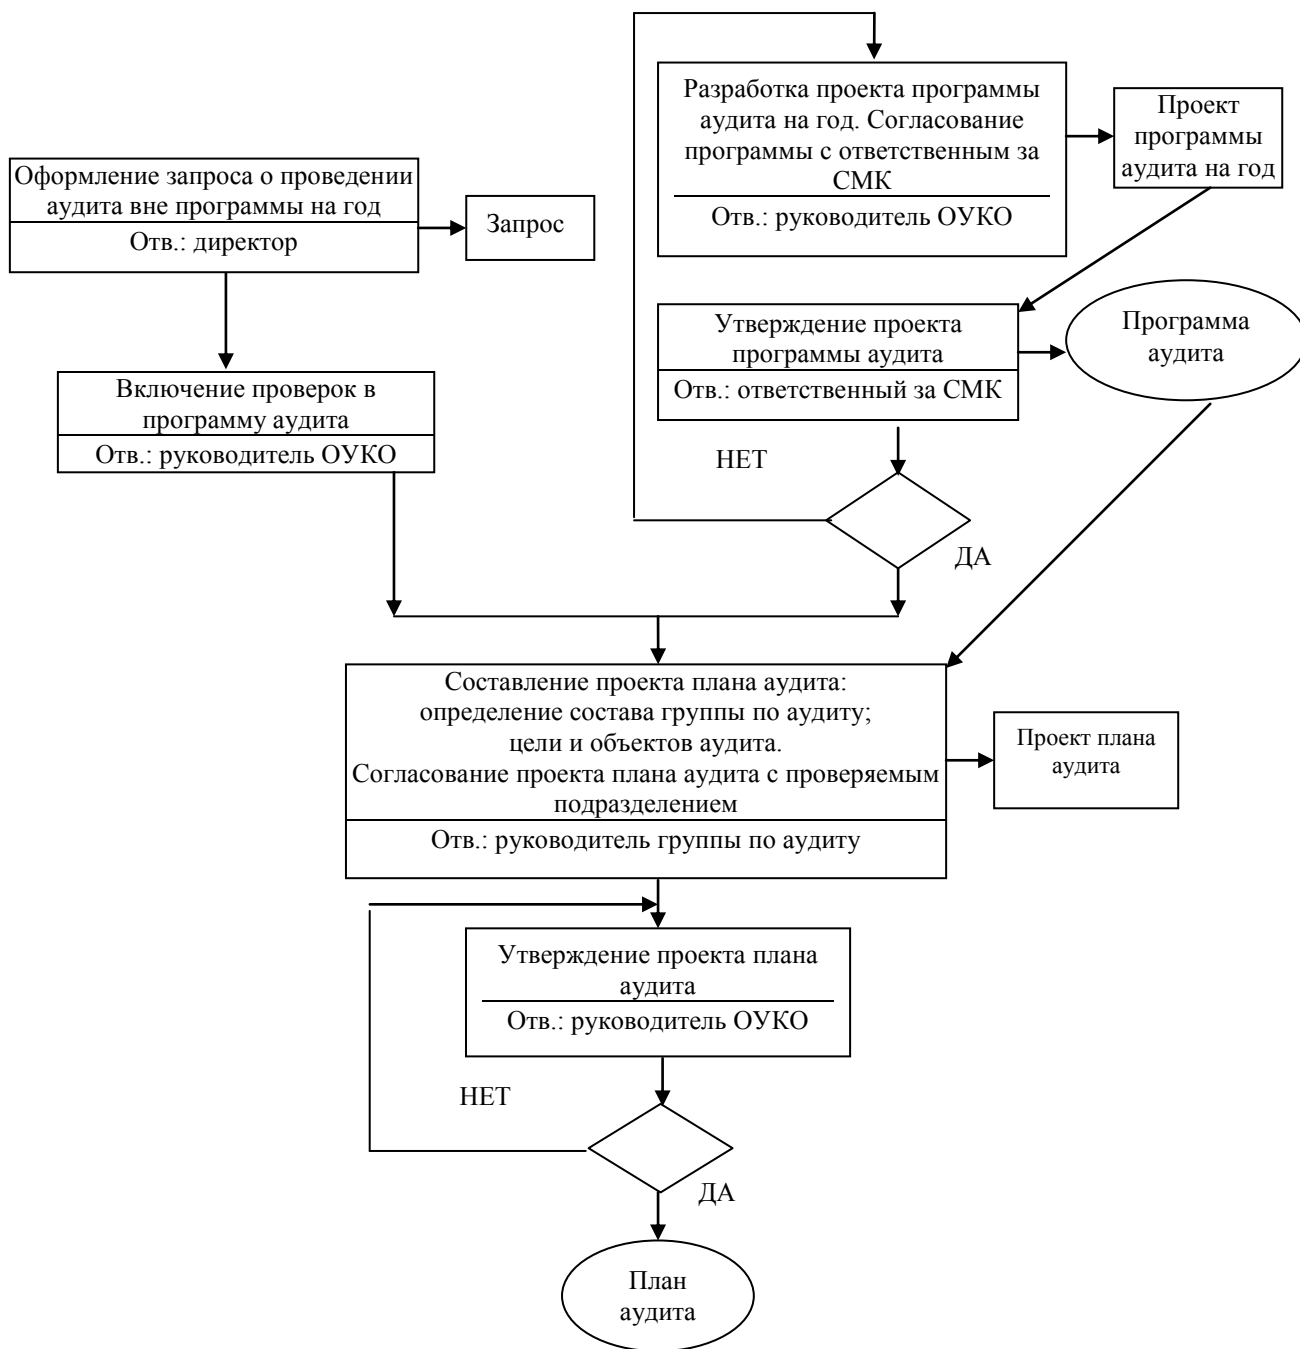 Разработка проекта программы
аудита на год. Согласование
программы с ответственным за
СМК
Отв.: руководитель ОУКО
Проект
программы
аудита на год
Оформление запроса о проведении
аудита вне программы на год
Отв.: директор
Запрос
Утверждение проекта
программы аудита
Отв.: ответственный за СМК
Программа
аудита
Включение проверок в
программу аудита
Отв.: руководитель ОУКО
НЕТ
ДА
Составление проекта плана аудита:
определение состава группы по аудиту;
цели и объектов аудита.
Согласование проекта плана аудита с проверяемым
подразделением
Отв.: руководитель группы по аудиту
Проект плана
аудита
Утверждение проекта плана
аудита
Отв.: руководитель ОУКО
НЕТ
ДА
План
аудита